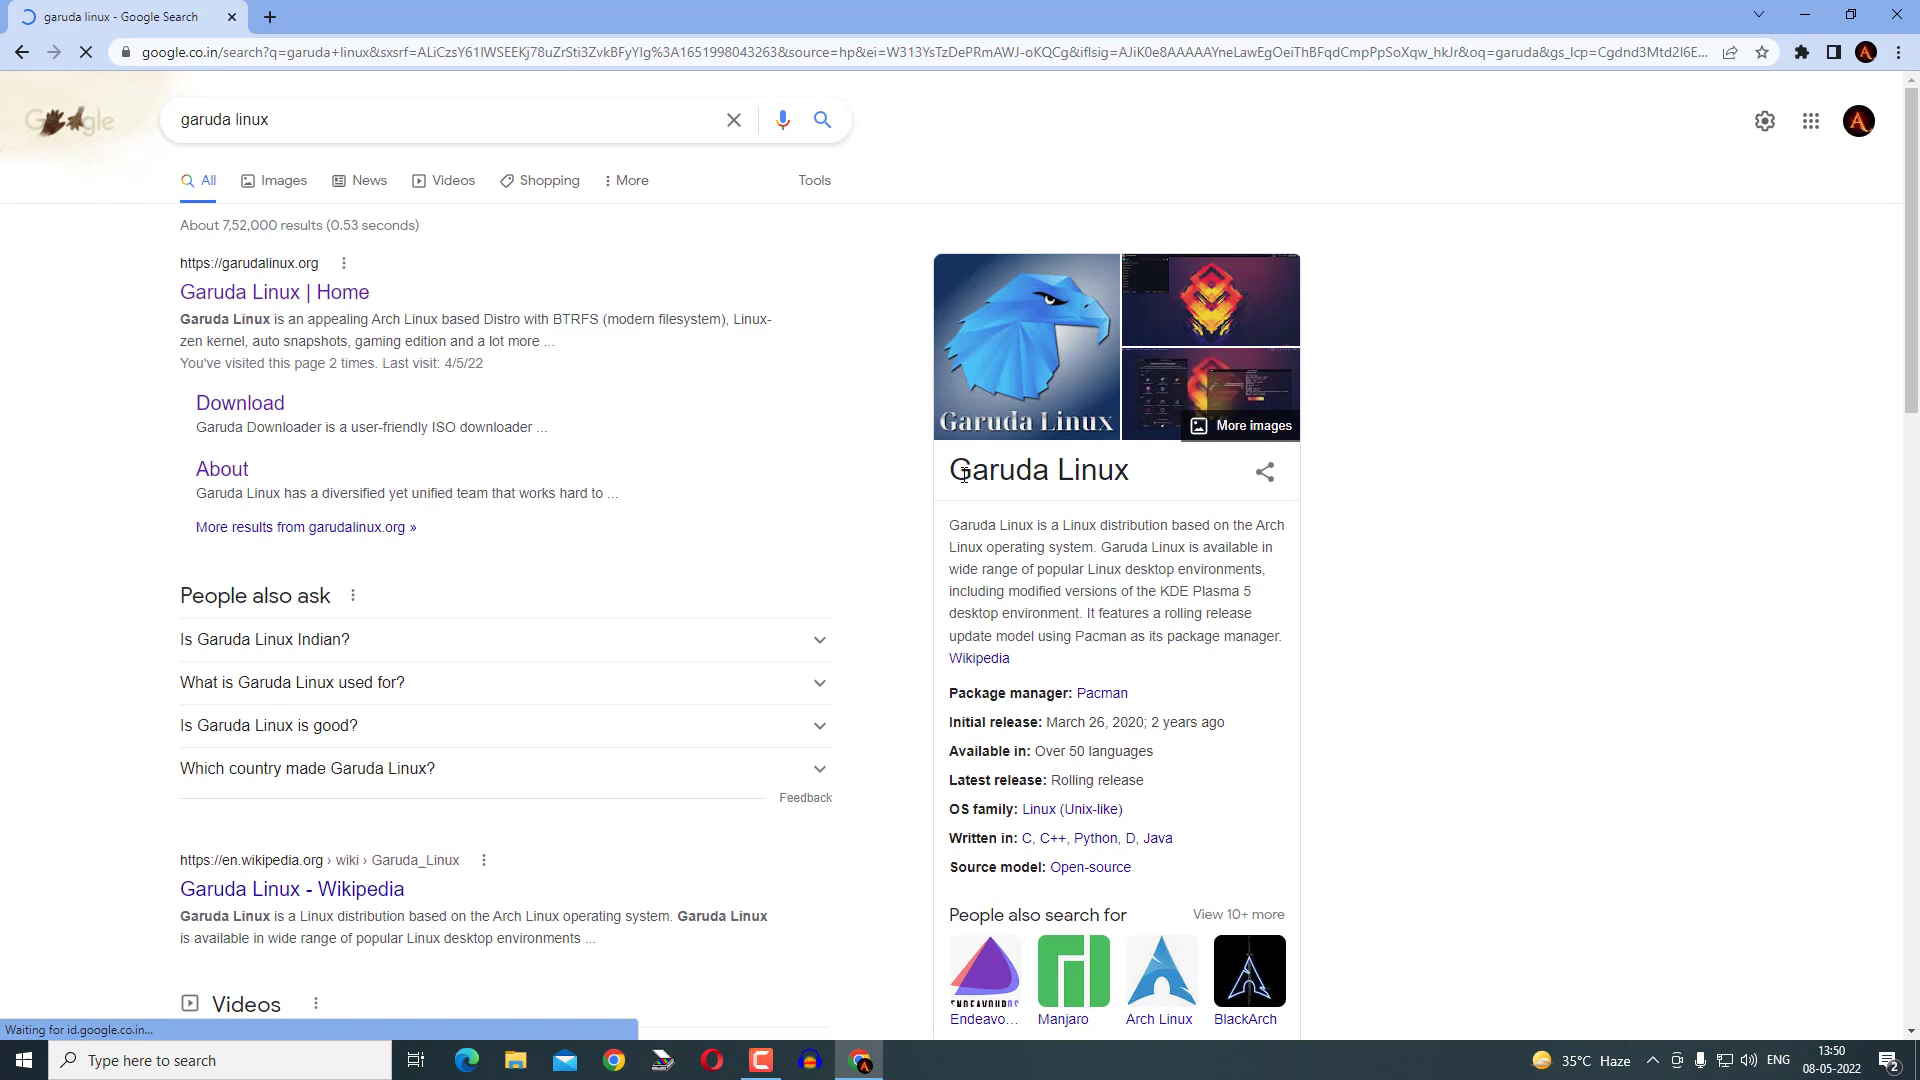 garuda linux - Google Search
google.co.in/search?q=garuda+linux&sxsrf=ALiCzsY61IWSEEKj78uZrSti3ZvkBFyYIg%3A1651998043263&source=hp&ei=W313YsTzDePRmAWJ-oKQCg&iflsig=AJiK0e8AAAAAYneLawEgOeiThBFqdCmpPpSoXqw_hkJr&oq=garuda&gs_lcp=Cgdnd3Mtd2l6E...
Google
garuda linux
All
Images
News
Videos
Shopping
More
Tools
About 7,52,000 results (0.53 seconds)
https://garudalinux.org
Garuda Linux | Home
Garuda Linux is an appealing Arch Linux based Distro with BTRFS (modern filesystem), Linux-
zen kernel, auto snapshots, gaming edition and a lot more ...
You've visited this page 2 times. Last visit: 4/5/22
Download
Garuda Downloader is a user-friendly ISO downloader ...
About
Garuda Linux has a diversified yet unified team that works hard to ...
More results from garudalinux.org »
People also ask
Is Garuda Linux Indian?
What is Garuda Linux used for?
Is Garuda Linux is good?
Which country made Garuda Linux?
Feedback
https://en.wikipedia.org › wiki › Garuda_Linux
Garuda Linux - Wikipedia
Garuda Linux is a Linux distribution based on the Arch Linux operating system. Garuda Linux
is available in wide range of popular Linux desktop environments ...
Videos
Garuda Linux
More images
Garuda Linux
Garuda Linux is a Linux distribution based on the Arch
Linux operating system. Garuda Linux is available in
wide range of popular Linux desktop environments,
including modified versions of the KDE Plasma 5
desktop environment. It features a rolling release
update model using Pacman as its package manager.
Wikipedia
Package manager: Pacman
Initial release: March 26, 2020; 2 years ago
Available in: Over 50 languages
Latest release: Rolling release
OS family: Linux (Unix-like)
Written in: C, C++, Python, D, Java
Source model: Open-source
People also search for
View 10+ more
ENDEAVOUROS
Endeavo...
Manjaro
Arch Linux
BlackArch
Waiting for id.google.co.in...
Type here to search
35°C Haze
ENG
13:50
08-05-2022
2